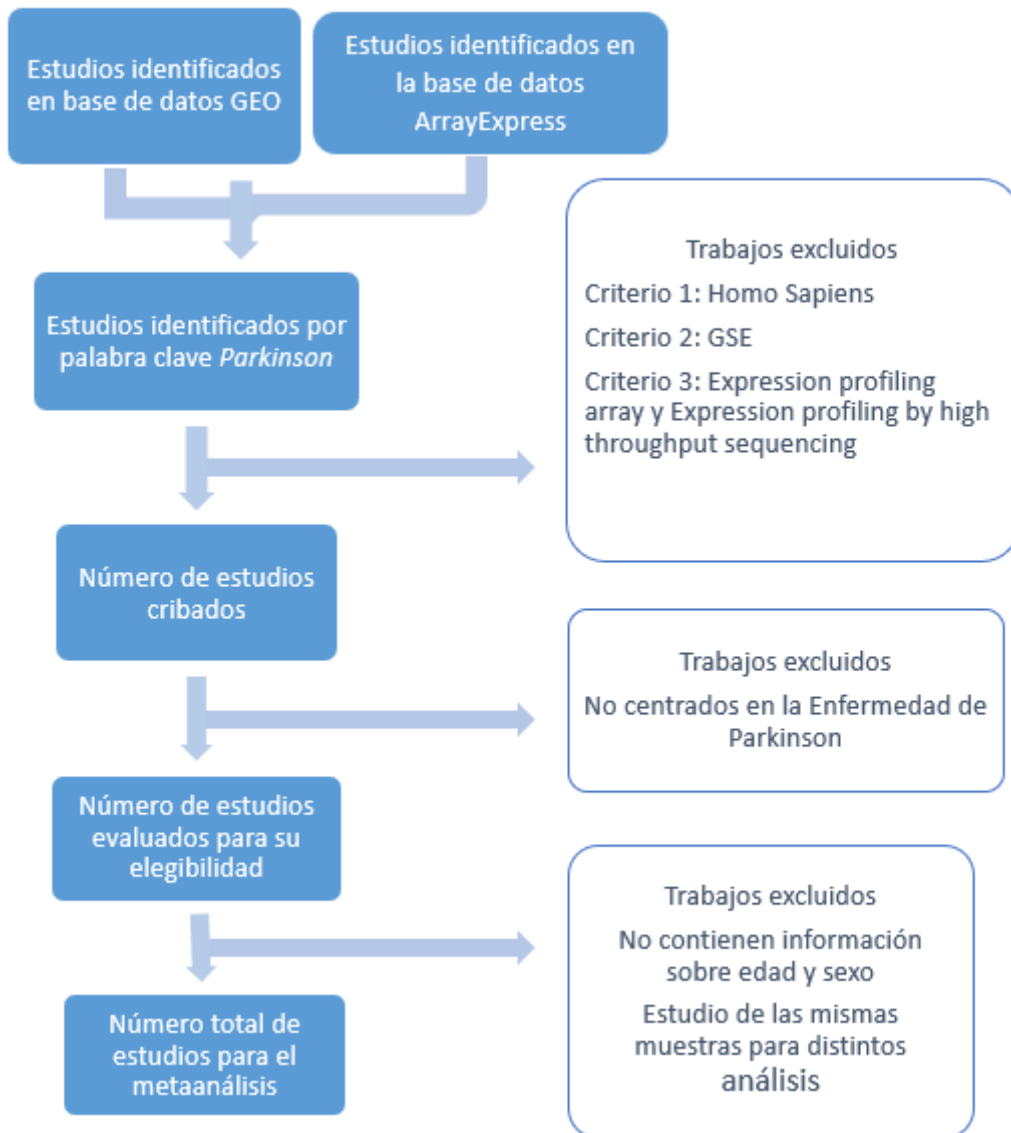 Estudios identificados
en base de datos GEO
Estudios identificados en
la base de datos
ArrayExpress
Estudios identificados por
palabra clave Parkinson
Trabajos excluidos
Criterio 1: Homo Sapiens
Criterio 2: GSE
Criterio 3: Expression profiling
array y Expression profiling by high
throughput sequencing
Número de estudios
cribados
Trabajos excluidos
No centrados en la Enfermedad de
Parkinson
Número de estudios
evaluados para su
elegibilidad
Trabajos excluidos
No contienen información
sobre edad y sexo
Estudio de las mismas
muestras para distintos
análisis
Número total de
estudios para el
metaanálisis